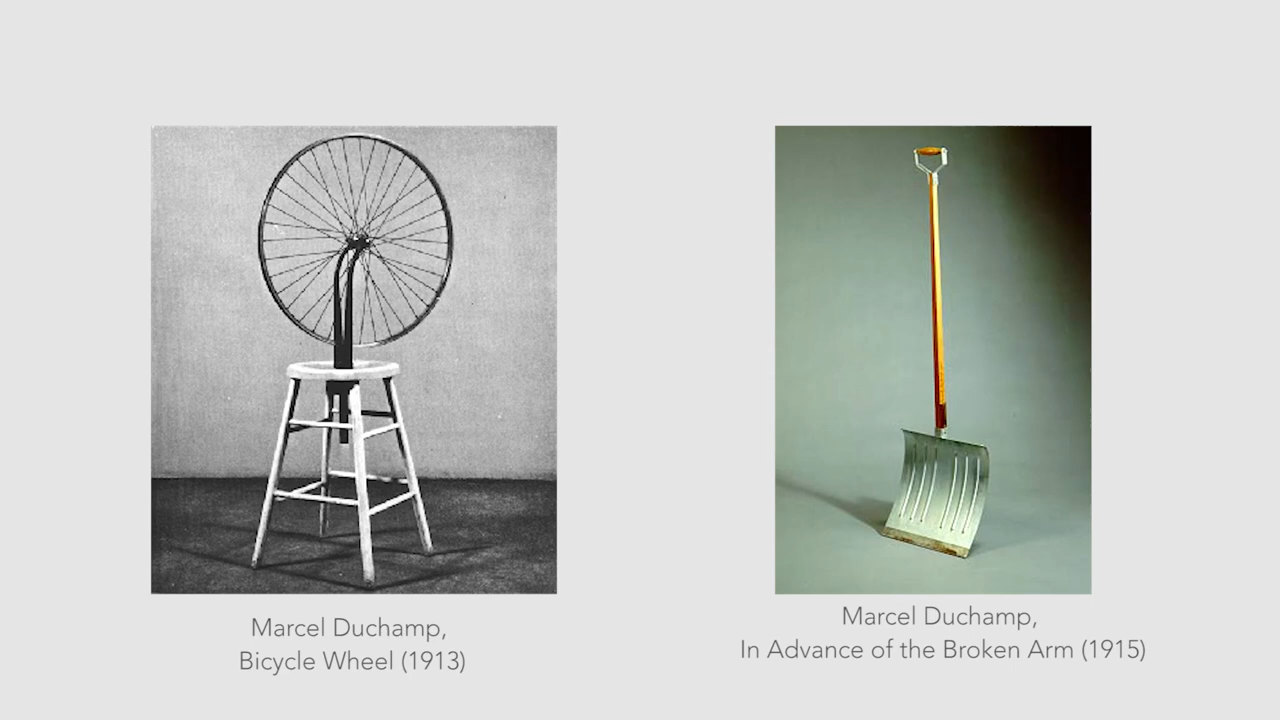 Marcel Duchamp,
Bicycle Wheel (1913)
Marcel Duchamp,
In Advance of the Broken Arm (1915)